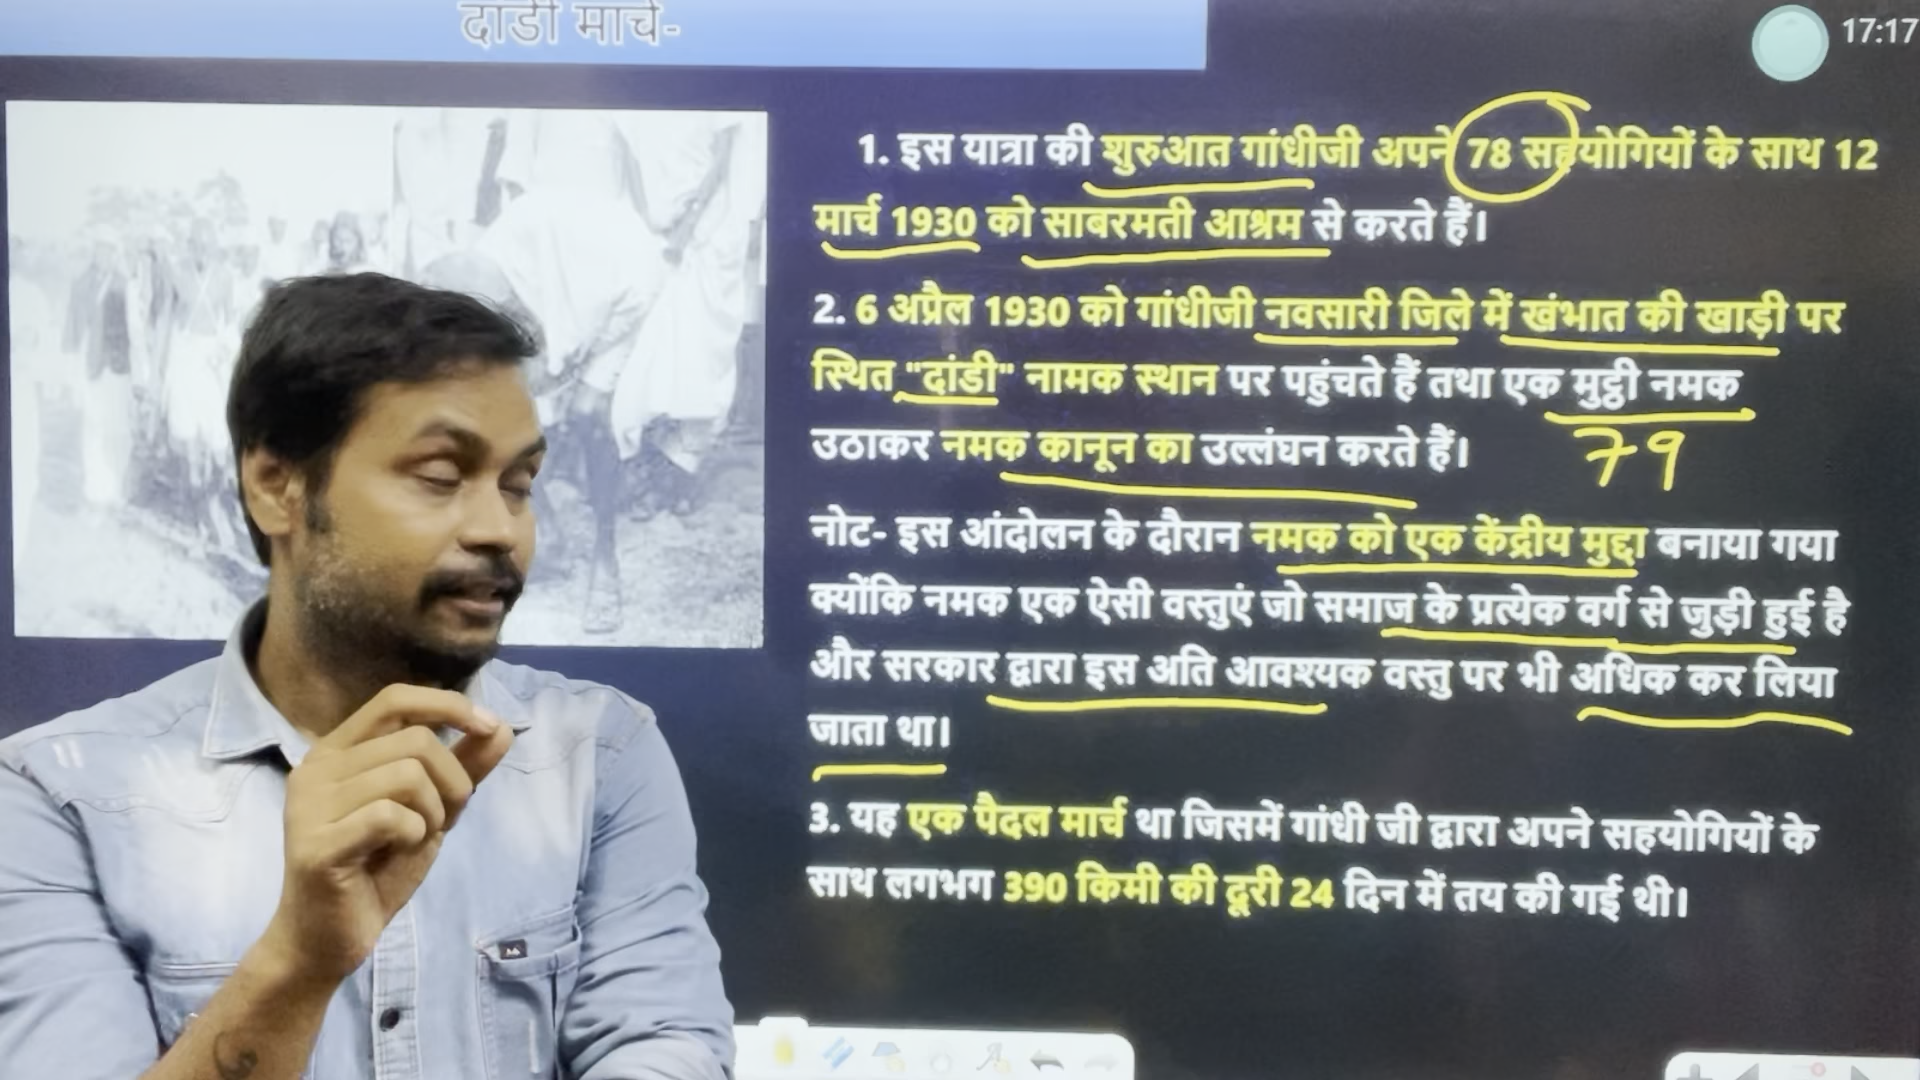 दांडी मार्च-
17:17
1. इस यात्रा की शुरुआत गांधीजी अपने 78 सहयोगियों के साथ 12
मार्च 1930 को साबरमती आश्रम से करते हैं।
2. 6 अप्रैल 1930 को गांधीजी नवसारी जिले में खंभात की खाड़ी पर
स्थित "दांडी" नामक स्थान पर पहुंचते हैं तथा एक मुट्ठी नमक
उठाकर नमक कानून का उल्लंघन करते हैं।
79
नोट- इस आंदोलन के दौरान नमक को एक केंद्रीय मुद्दा बनाया गया
क्योंकि नमक एक ऐसी वस्तुएं जो समाज के प्रत्येक वर्ग से जुड़ी हुई है
और सरकार द्वारा इस अति आवश्यक वस्तु पर भी अधिक कर लिया
जाता था।
3. यह एक पैदल मार्च था जिसमें गांधी जी द्वारा अपने सहयोगियों के
साथ लगभग 390 किमी की दूरी 24 दिन में तय की गई थी।